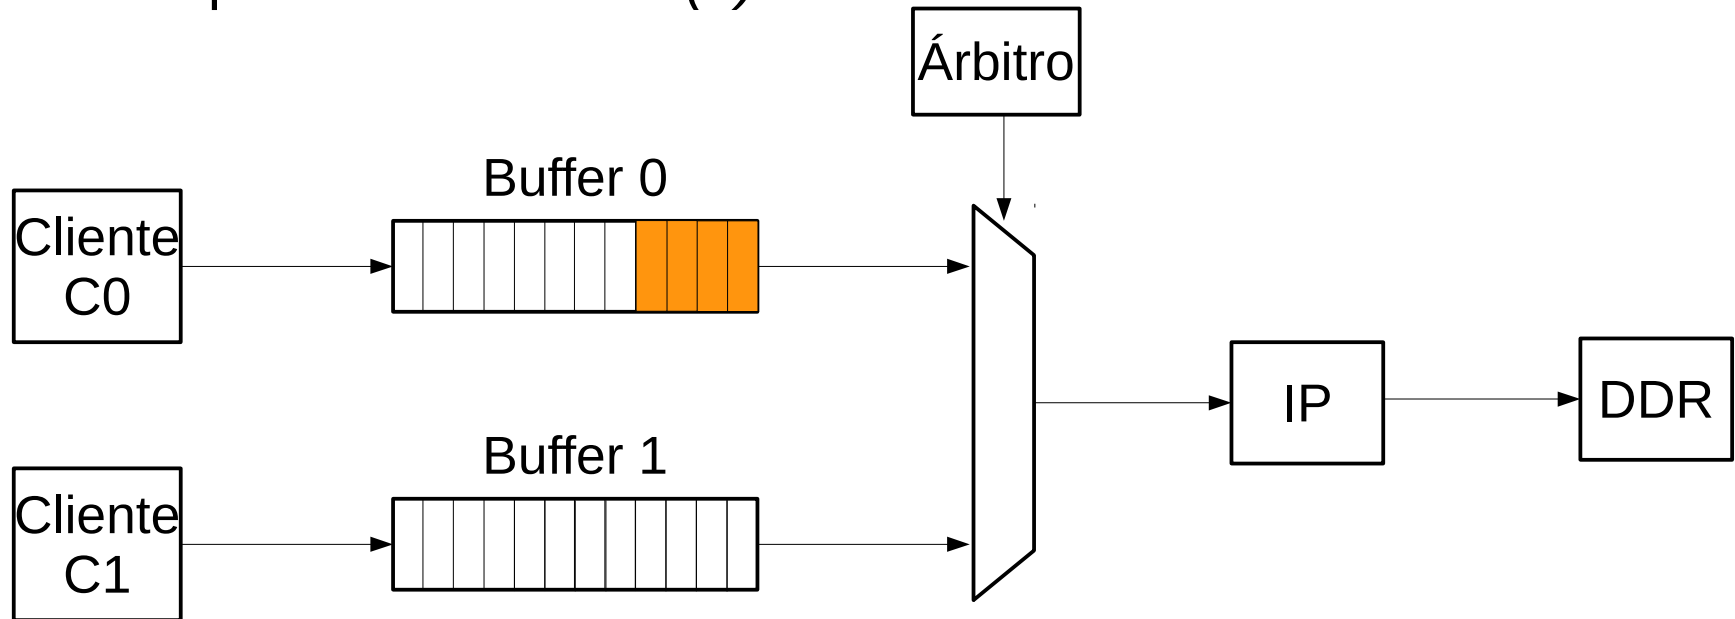 Árbitro
Buffer 0
Cliente
C0
IP
DDR
Buffer 1
Cliente
C1